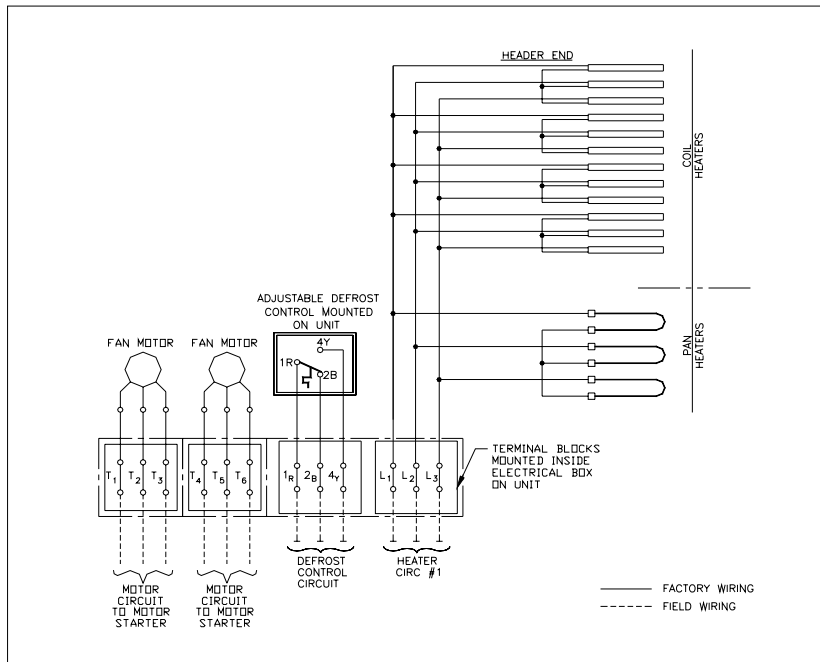 HEADER END
COIL
HEATERS
PAN
HEATERS
ADJUSTABLE DEFROST
CONTROL MOUNTED
ON UNIT
4Y
1R
2B
FAN MOTOR
FAN MOTOR
T1 T2 T3
T4 T5 T6
1R 2B 4Y
L1 L2 L3
TERMINAL BLOCKS
MOUNTED INSIDE
ELECTRICAL BOX
ON UNIT
MOTOR
CIRCUIT
TO MOTOR
STARTER
MOTOR
CIRCUIT
TO MOTOR
STARTER
DEFROST
CONTROL
CIRCUIT
HEATER
CIRC #1
FACTORY WIRING
FIELD WIRING